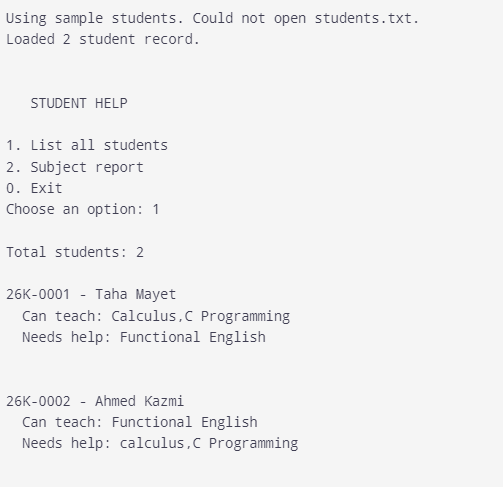 Using sample students. Could not open students.txt.
Loaded 2 student record.
STUDENT HELP
1. List all students
2. Subject report
0. Exit
Choose an option: 1
Total students: 2
26K-0001 - Taha Mayet
Can teach: Calculus,C Programming
Needs help: Functional English
26K-0002 - Ahmed Kazmi
Can teach: Functional English
Needs help: calculus,C Programming